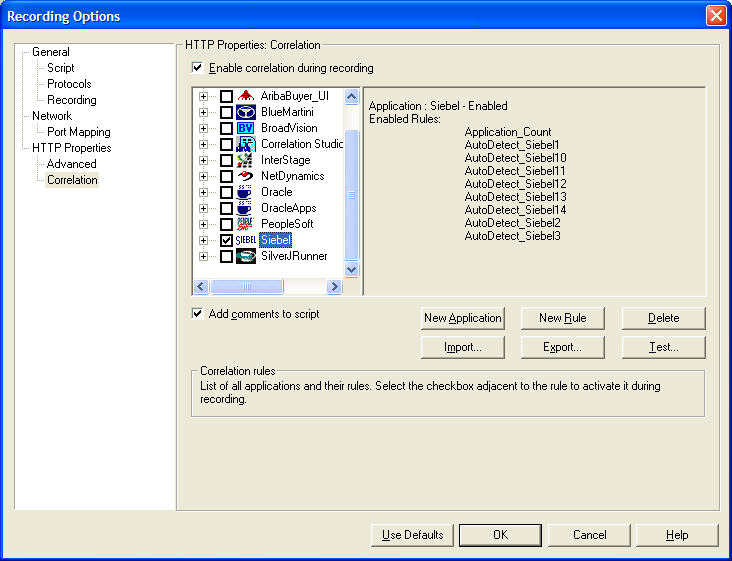 Recording Options
General
Script
Protocols
Recording
Network
Port Mapping
HTTP Properties
Advanced
Correlation
HTTP Properties: Correlation
Enable correlation during recording
AribaBuyer_UI
BlueMartini
BroadVision
Correlation Studio
InterStage
NetDynamics
Oracle
OracleApps
PeopleSoft
SIEBEL Siebel
SilverJRunner
Application : Siebel - Enabled
Enabled Rules:
Application_Count
AutoDetect_Siebel1
AutoDetect_Siebel10
AutoDetect_Siebel11
AutoDetect_Siebel12
AutoDetect_Siebel13
AutoDetect_Siebel14
AutoDetect_Siebel2
AutoDetect_Siebel3
Add comments to script
New Application New Rule Delete
Import... Export... Test...
Correlation rules
List of all applications and their rules. Select the checkbox adjacent to the rule to activate it during
recording.
Use Defaults OK Cancel Help